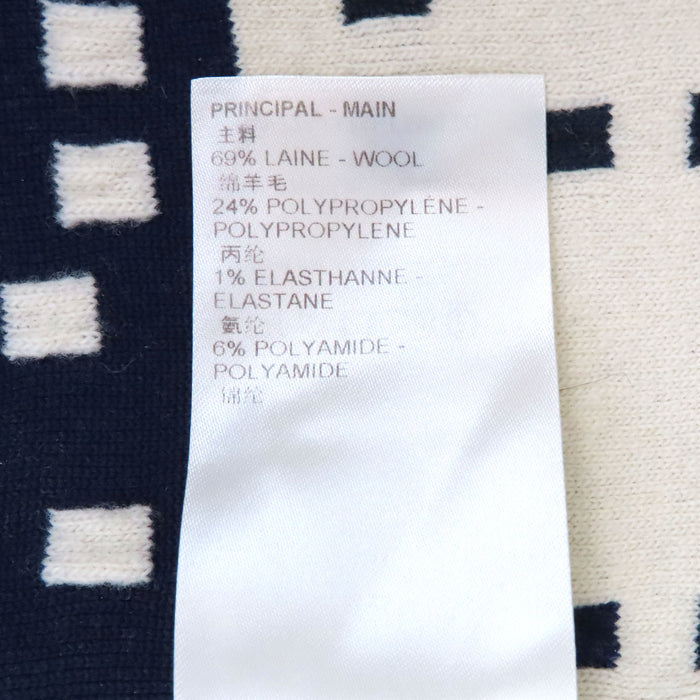 PRINCIPAL - MAIN
主料
69% LAINE - WOOL
绵羊毛
24% POLYPROPYLÈNE -
POLYPROPYLENE
丙纶
1% ELASTHANNE -
ELASTANE
氨纶
6% POLYAMIDE -
POLYAMIDE
锦纶